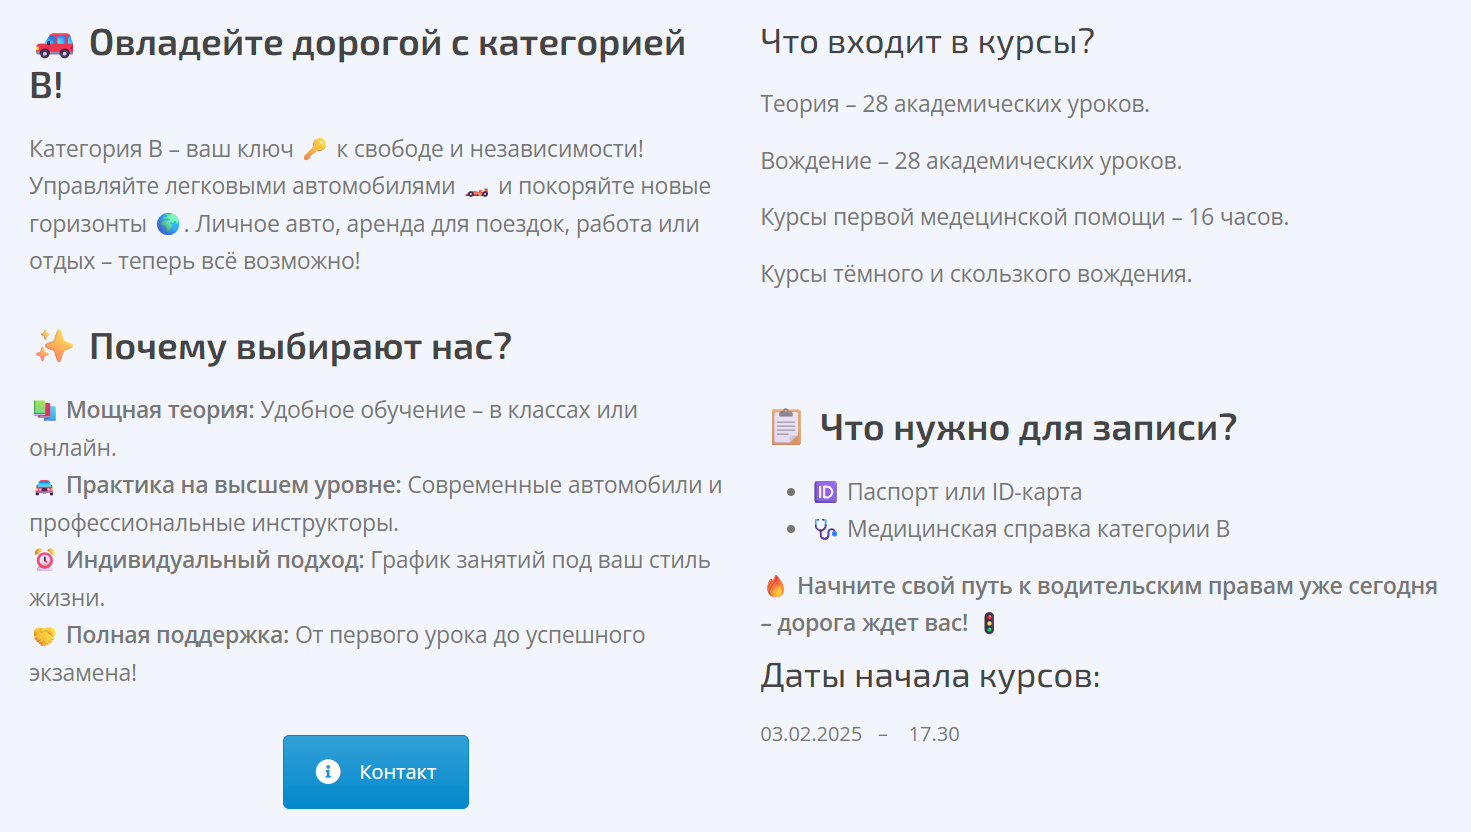 🚗 Овладейте дорогой с категорией
B!
Категория B – ваш ключ 🔑 к свободе и независимости!
Управляйте легковыми автомобилями 🏎️ и покоряйте новые
горизонты 🌍. Личное авто, аренда для поездок, работа или
отдых – теперь всё возможно!
✨ Почему выбирают нас?
📚 Мощная теория: Удобное обучение – в классах или
онлайн.
🚘 Практика на высшем уровне: Современные автомобили и
профессиональные инструкторы.
⏰ Индивидуальный подход: График занятий под ваш стиль
жизни.
🤝 Полная поддержка: От первого урока до успешного
экзамена!
Контакт
Что входит в курсы?
Теория – 28 академических уроков.
Вождение – 28 академических уроков.
Курсы первой медецинской помощи – 16 часов.
Курсы тёмного и скользкого вождения.
📋 Что нужно для записи?
• 🆔 Паспорт или ID-карта
• 🩺 Медицинская справка категории B
🔥 Начните свой путь к водительским правам уже сегодня
– дорога ждет вас! 🚦
Даты начала курсов:
03.02.2025 – 17.30